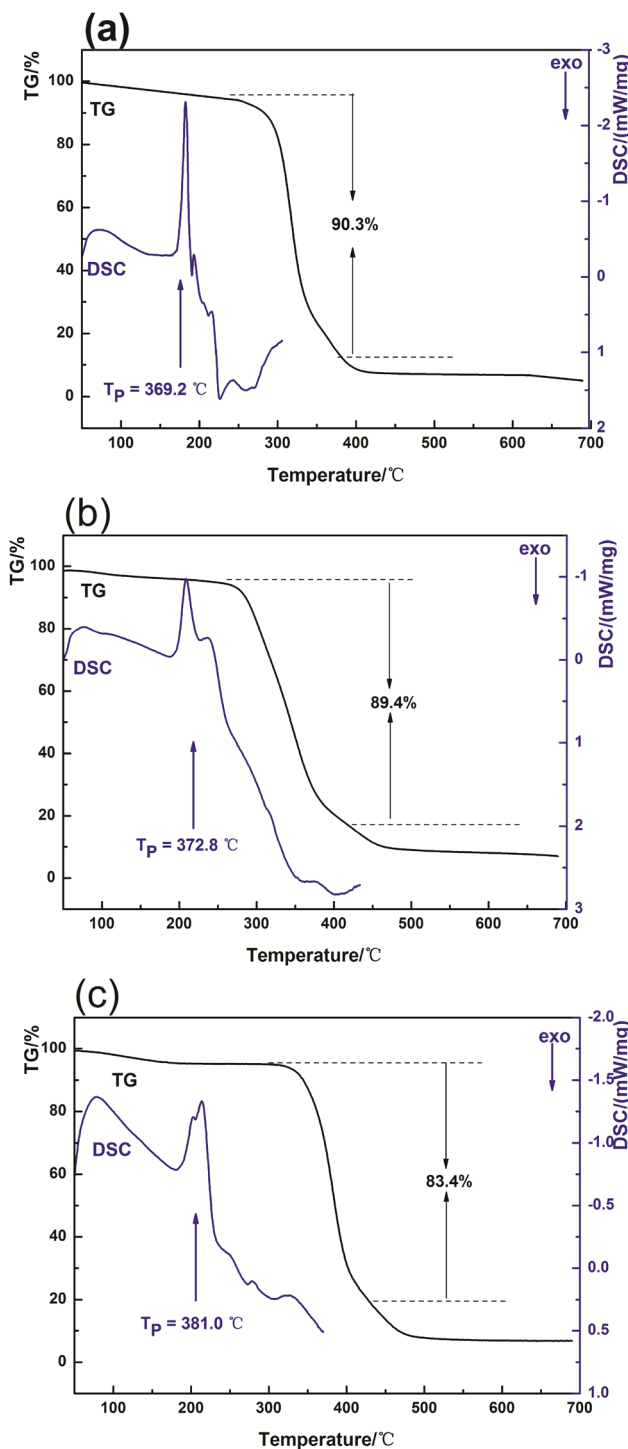 (a)
TG/%
DSC/(mW/mg)
exo
-3
-2
-1
0
1
2
100
80
60
40
20
0
TG
DSC
90.3%
TP = 369.2 ℃
100 200 300 400 500 600 700
Temperature/℃
(b)
TG/%
DSC/(mW/mg)
exo
-1
0
1
2
3
100
80
60
40
20
0
TG
DSC
89.4%
TP = 372.8 ℃
100 200 300 400 500 600 700
Temperature/℃
(c)
TG/%
DSC/(mW/mg)
exo
-2.0
-1.5
-1.0
-0.5
0.0
0.5
1.0
100
80
60
40
20
0
TG
DSC
83.4%
TP = 381.0 ℃
100 200 300 400 500 600 700
Temperature/℃